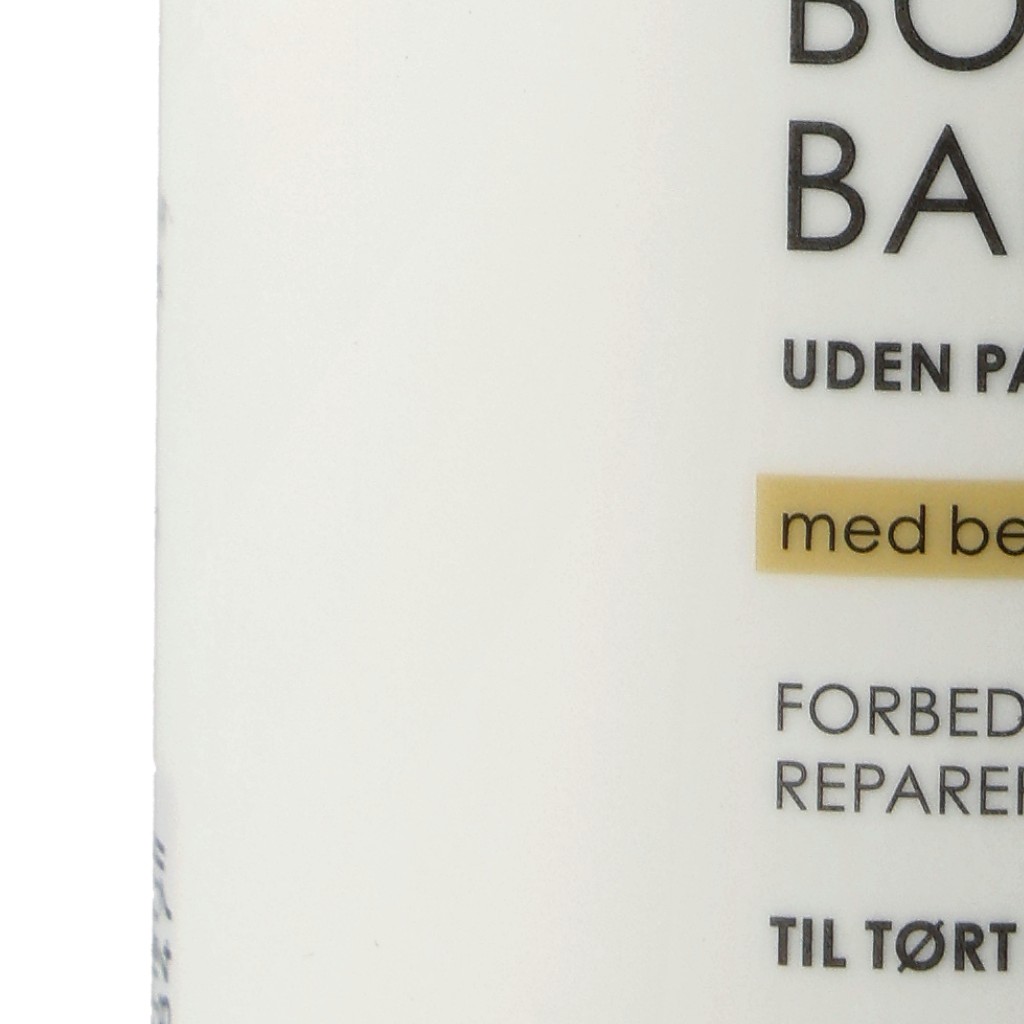 BO
BA
UDEN PA
med be
FORBED
REPARER
TIL TØRT